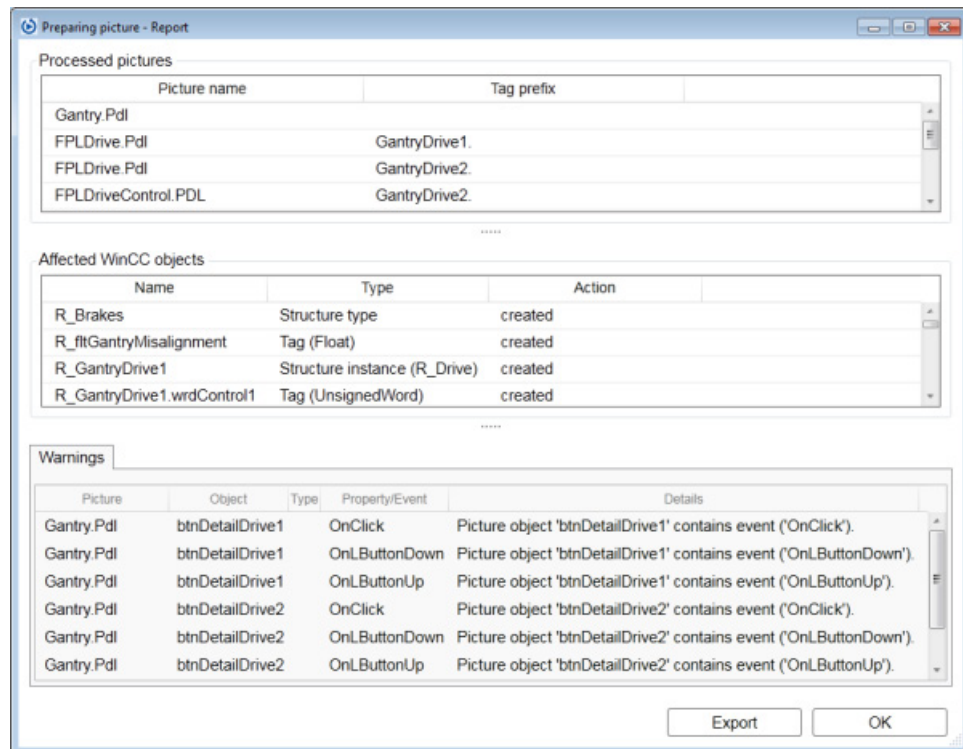 Preparing picture - Report
Processed pictures
Picture name Tag prefix
Gantry.Pdl
FPLDrive.Pdl GantryDrive1.
FPLDrive.Pdl GantryDrive2.
FPLDriveControl.PDL GantryDrive2.
Affected WinCC objects
Name Type Action
R_Brakes Structure type created
R_fltGantryMisalignment Tag (Float) created
R_GantryDrive1 Structure instance (R_Drive) created
R_GantryDrive1.wrdControl1 Tag (UnsignedWord) created
Warnings
Picture Object Type Property/Event Details
Gantry.Pdl btnDetailDrive1 OnClick Picture object 'btnDetailDrive1' contains event ('OnClick').
Gantry.Pdl btnDetailDrive1 OnLButtonDown Picture object 'btnDetailDrive1' contains event ('OnLButtonDown').
Gantry.Pdl btnDetailDrive1 OnLButtonUp Picture object 'btnDetailDrive1' contains event ('OnLButtonUp').
Gantry.Pdl btnDetailDrive2 OnClick Picture object 'btnDetailDrive2' contains event ('OnClick').
Gantry.Pdl btnDetailDrive2 OnLButtonDown Picture object 'btnDetailDrive2' contains event ('OnLButtonDown').
Gantry.Pdl btnDetailDrive2 OnLButtonUp Picture object 'btnDetailDrive2' contains event ('OnLButtonUp').
Export OK